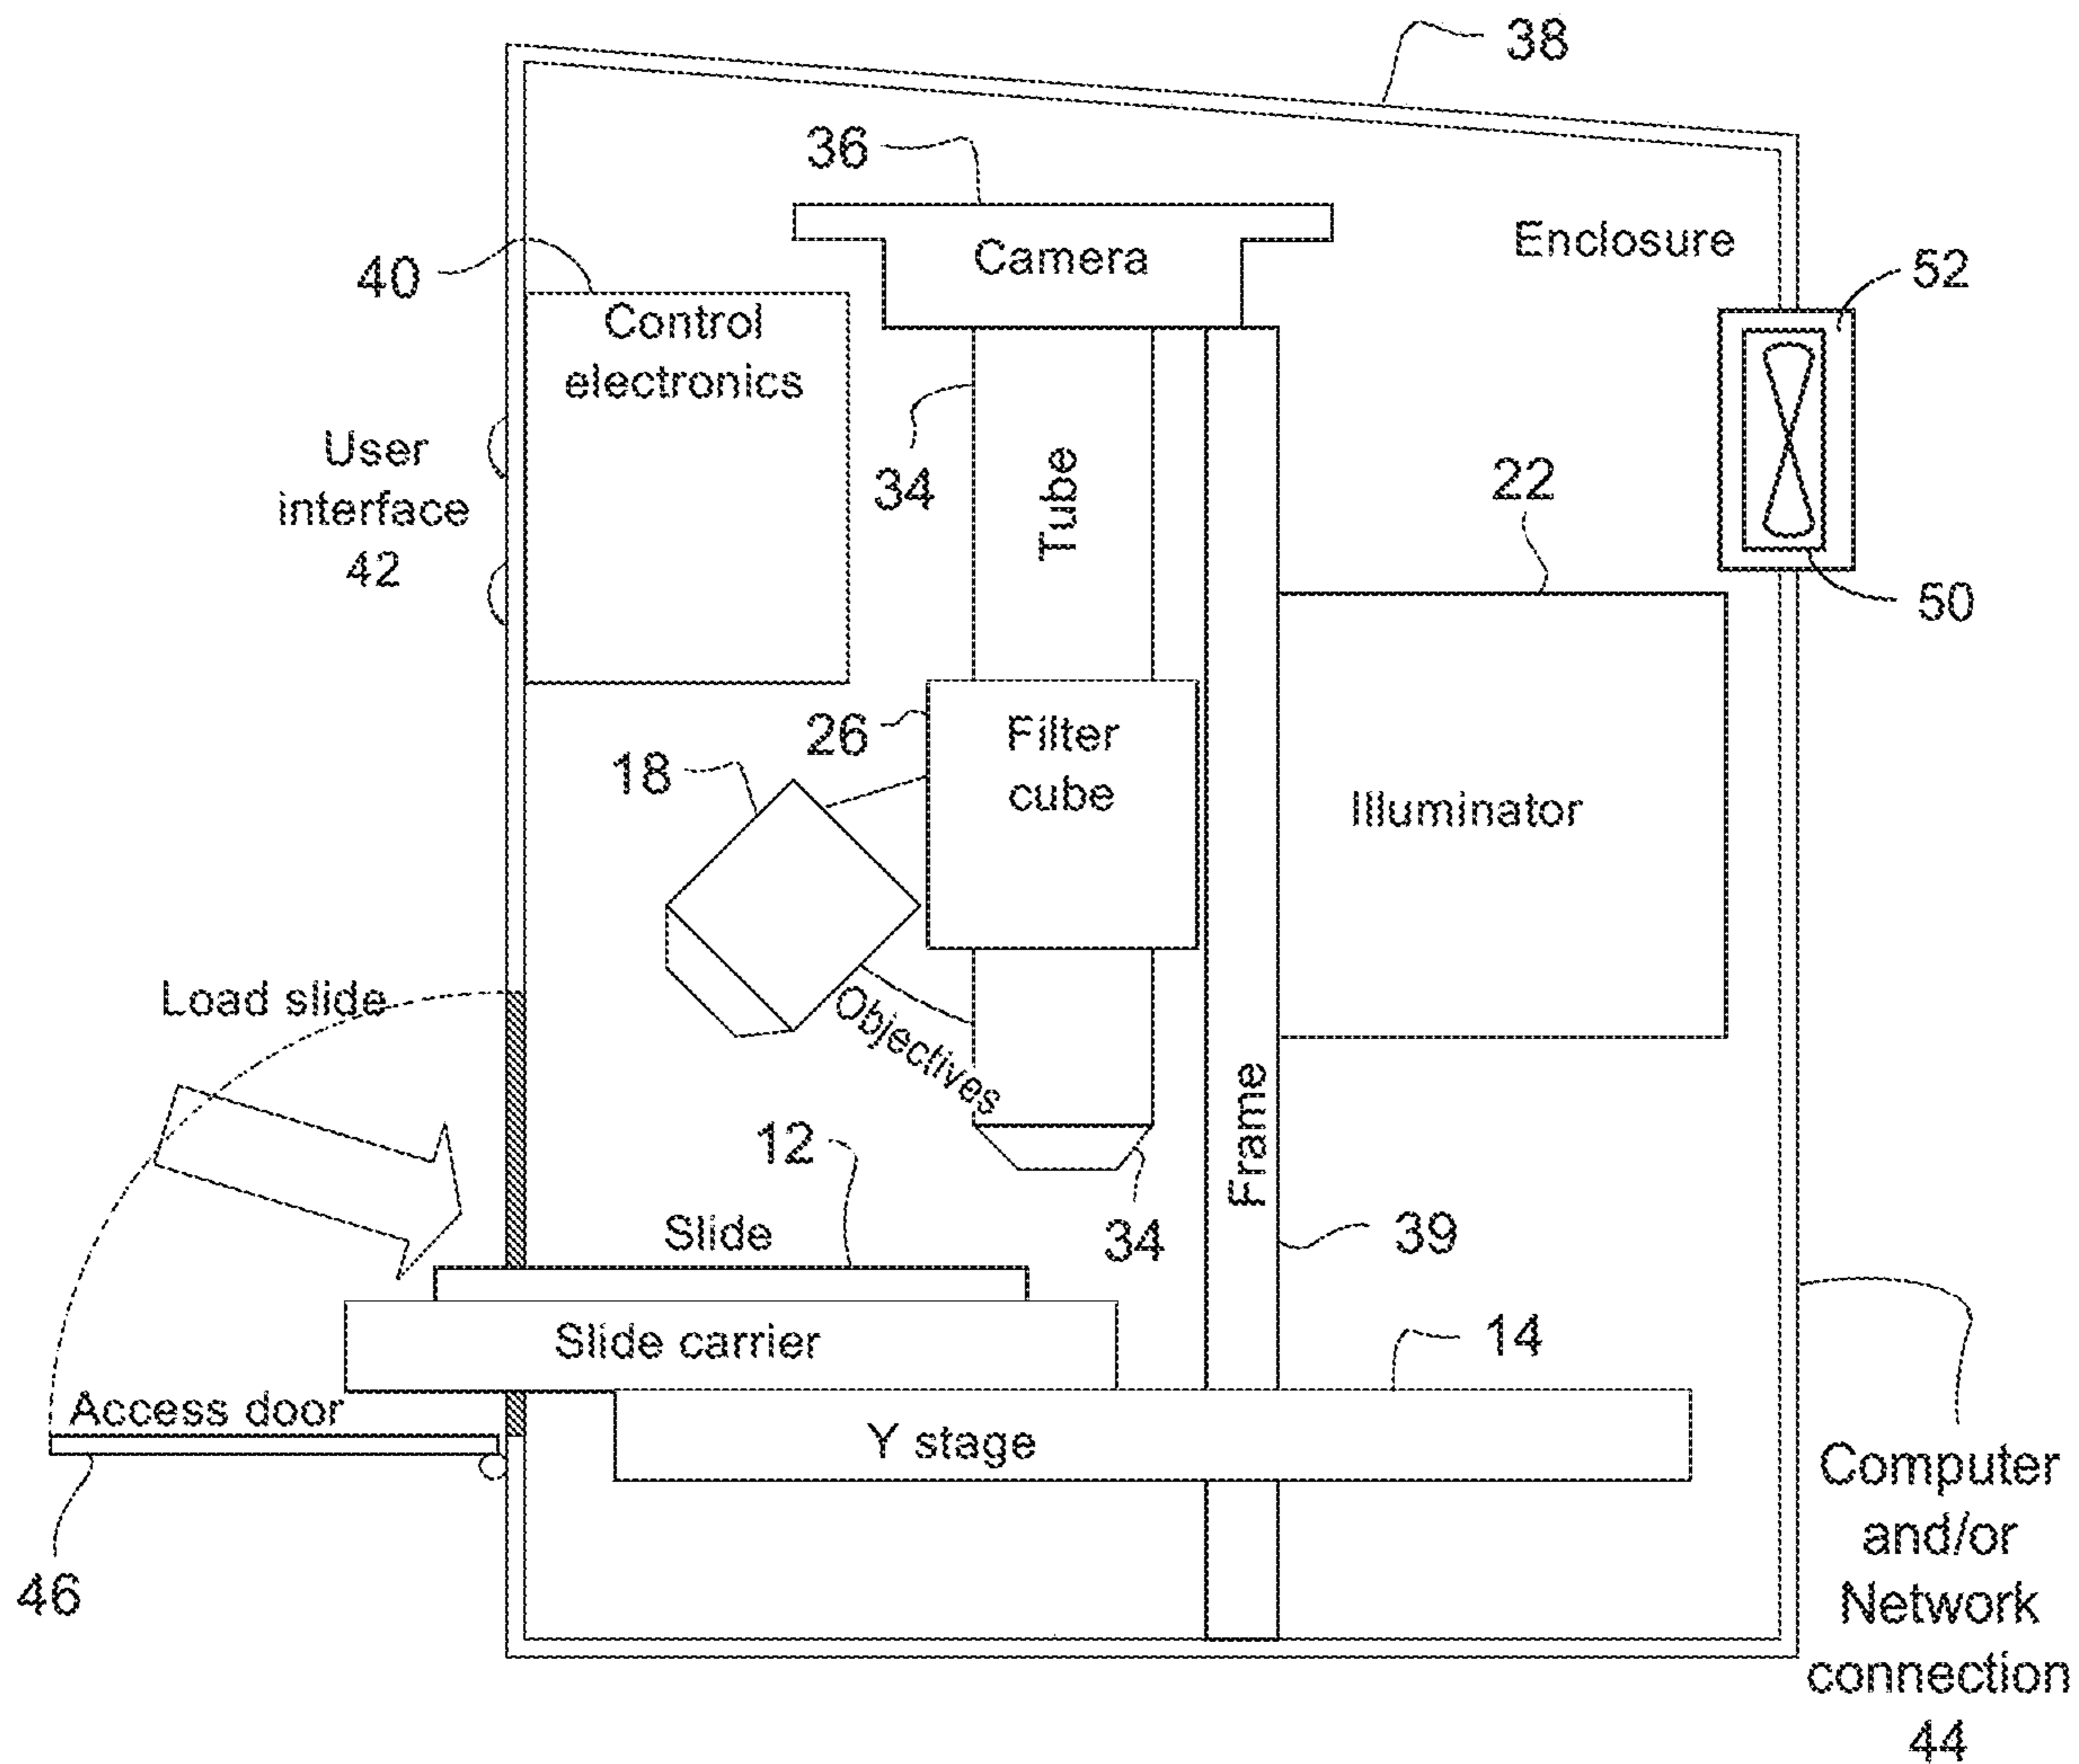 38
36
Enclosure
Camera
52
40
Control
electronics
User
interface
42
34
Tube
22
50
26
Filter
cube
18
Illuminator
Load slide
Objectives
Frame
12
34
39
Slide
Slide carrier
14
Access door
Y stage
46
Computer
and/or
Network
connection
44